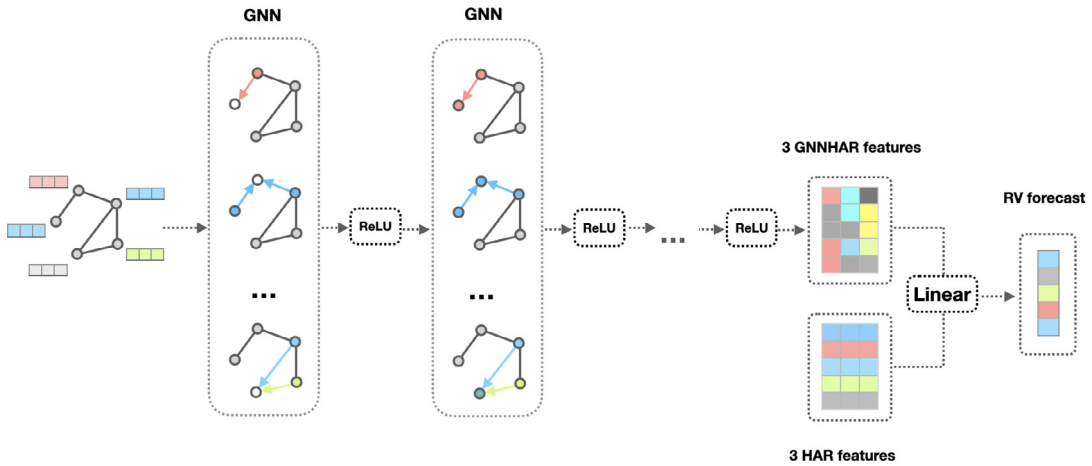 GNN
GNN
3 GNNHAR features
RV forecast
ReLU
ReLU
...
ReLU
Linear
...
...
3 HAR features